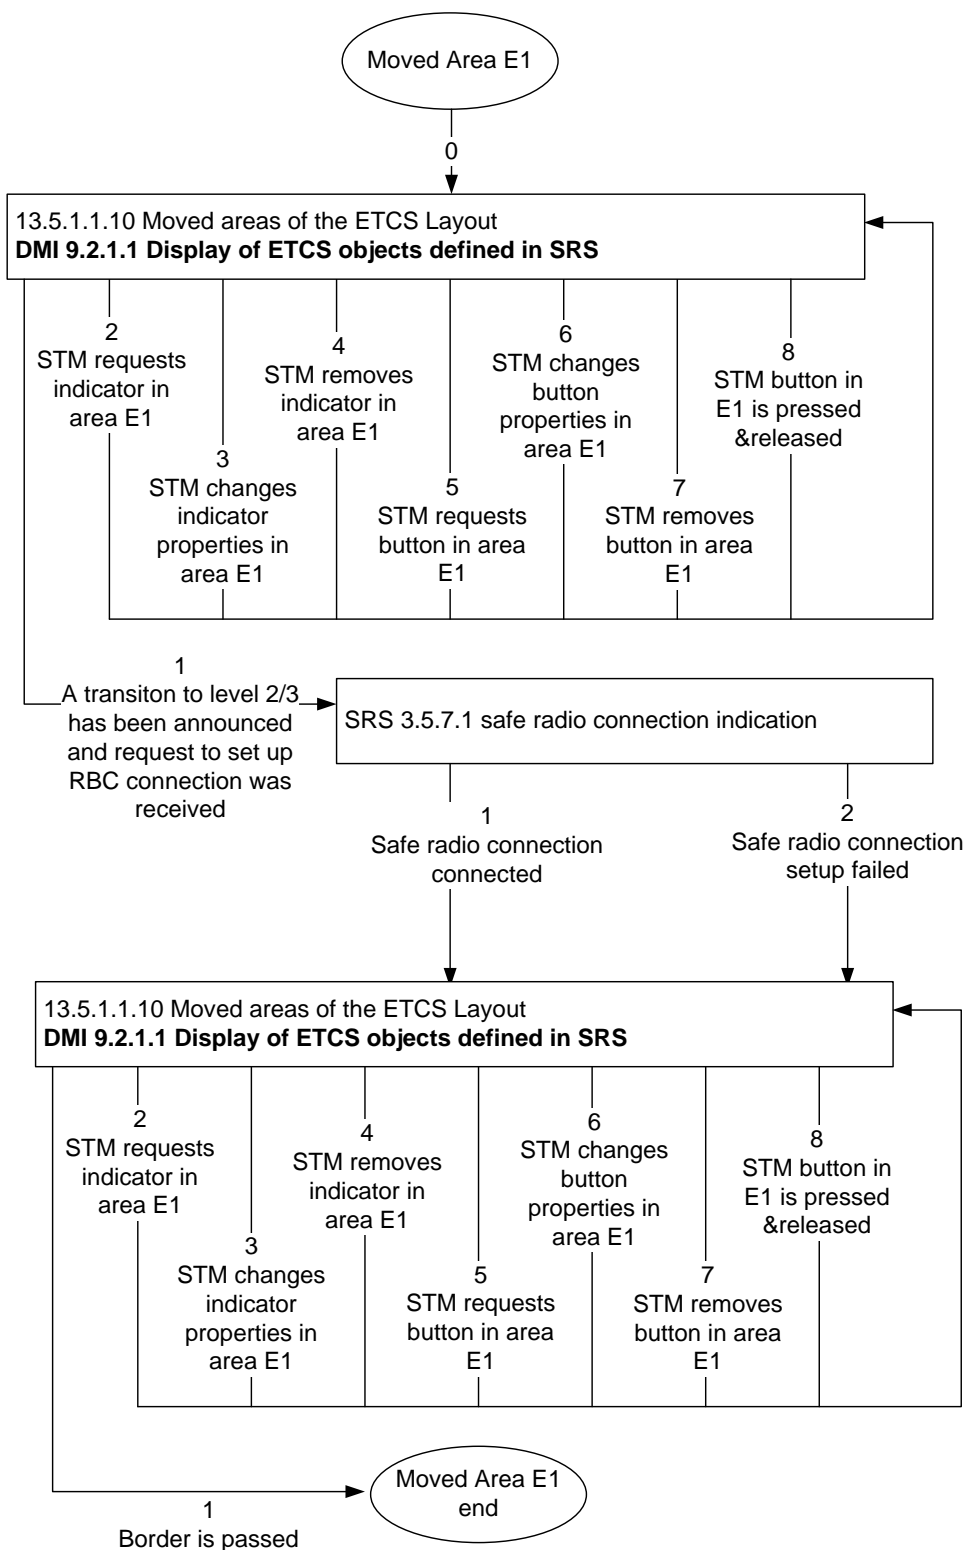 Moved Area E1
0
13.5.1.1.10 Moved areas of the ETCS Layout
DMI 9.2.1.1 Display of ETCS objects defined in SRS
2
STM requests
indicator in
area E1
3
STM changes
indicator
properties in
area E1
4
STM removes
indicator in
area E1
5
STM requests
button in area
E1
6
STM changes
button
properties in
area E1
7
STM removes
button in area
E1
8
STM button in
E1 is pressed
&released
1
A transiton to level 2/3
has been announced
and request to set up
RBC connection was
received
SRS 3.5.7.1 safe radio connection indication
1
Safe radio connection
connected
2
Safe radio connection
setup failed
13.5.1.1.10 Moved areas of the ETCS Layout
DMI 9.2.1.1 Display of ETCS objects defined in SRS
2
STM requests
indicator in
area E1
3
STM changes
indicator
properties in
area E1
4
STM removes
indicator in
area E1
5
STM requests
button in area
E1
6
STM changes
button
properties in
area E1
7
STM removes
button in area
E1
8
STM button in
E1 is pressed
&released
1
Border is passed
Moved Area E1
end